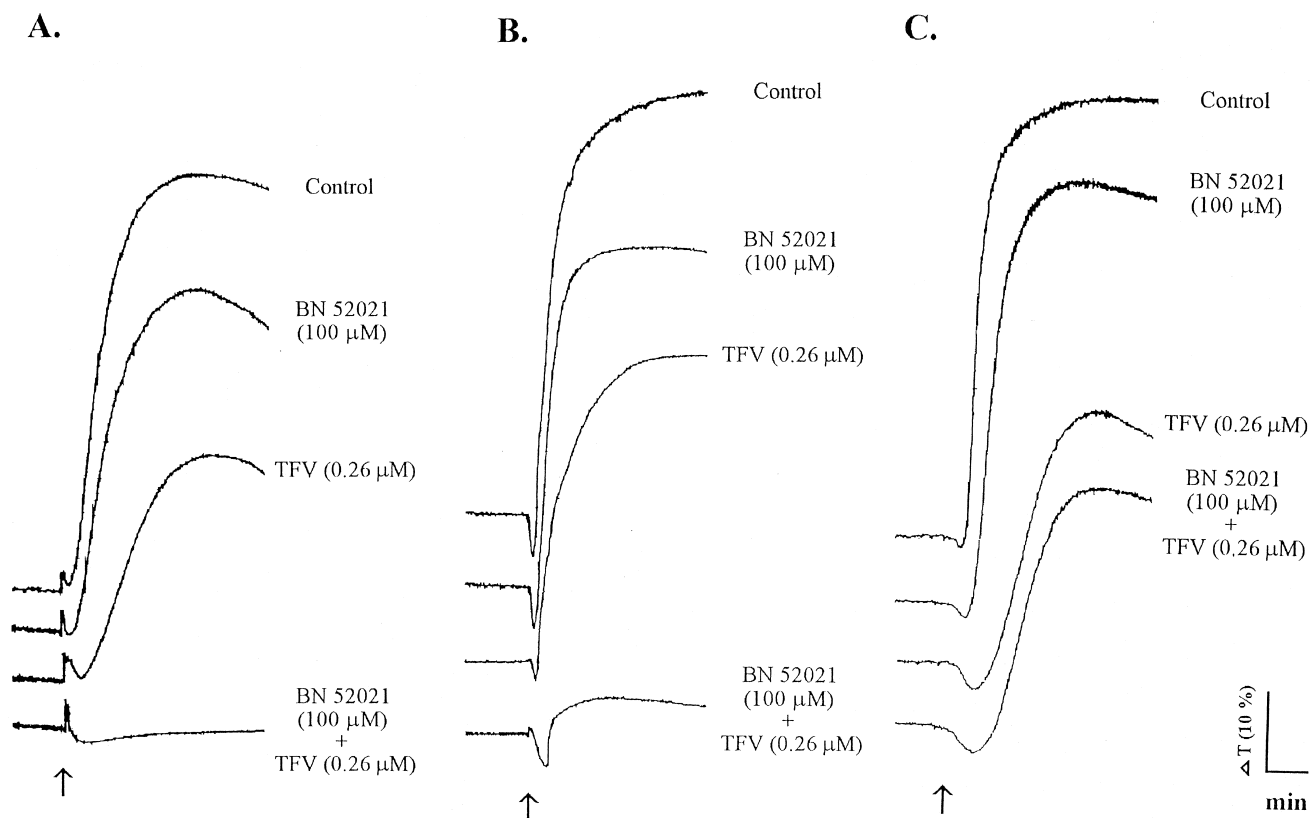 A.
Control
BN 52021
(100 µM)
TFV (0.26 µM)
BN 52021
(100 µM)
+
TFV (0.26 µM)
B.
Control
BN 52021
(100 µM)
TFV (0.26 µM)
BN 52021
(100 µM)
+
TFV (0.26 µM)
C.
Control
BN 52021
(100 µM)
TFV (0.26 µM)
BN 52021
(100 µM)
+
TFV (0.26 µM)
Δ T (10 %)
min